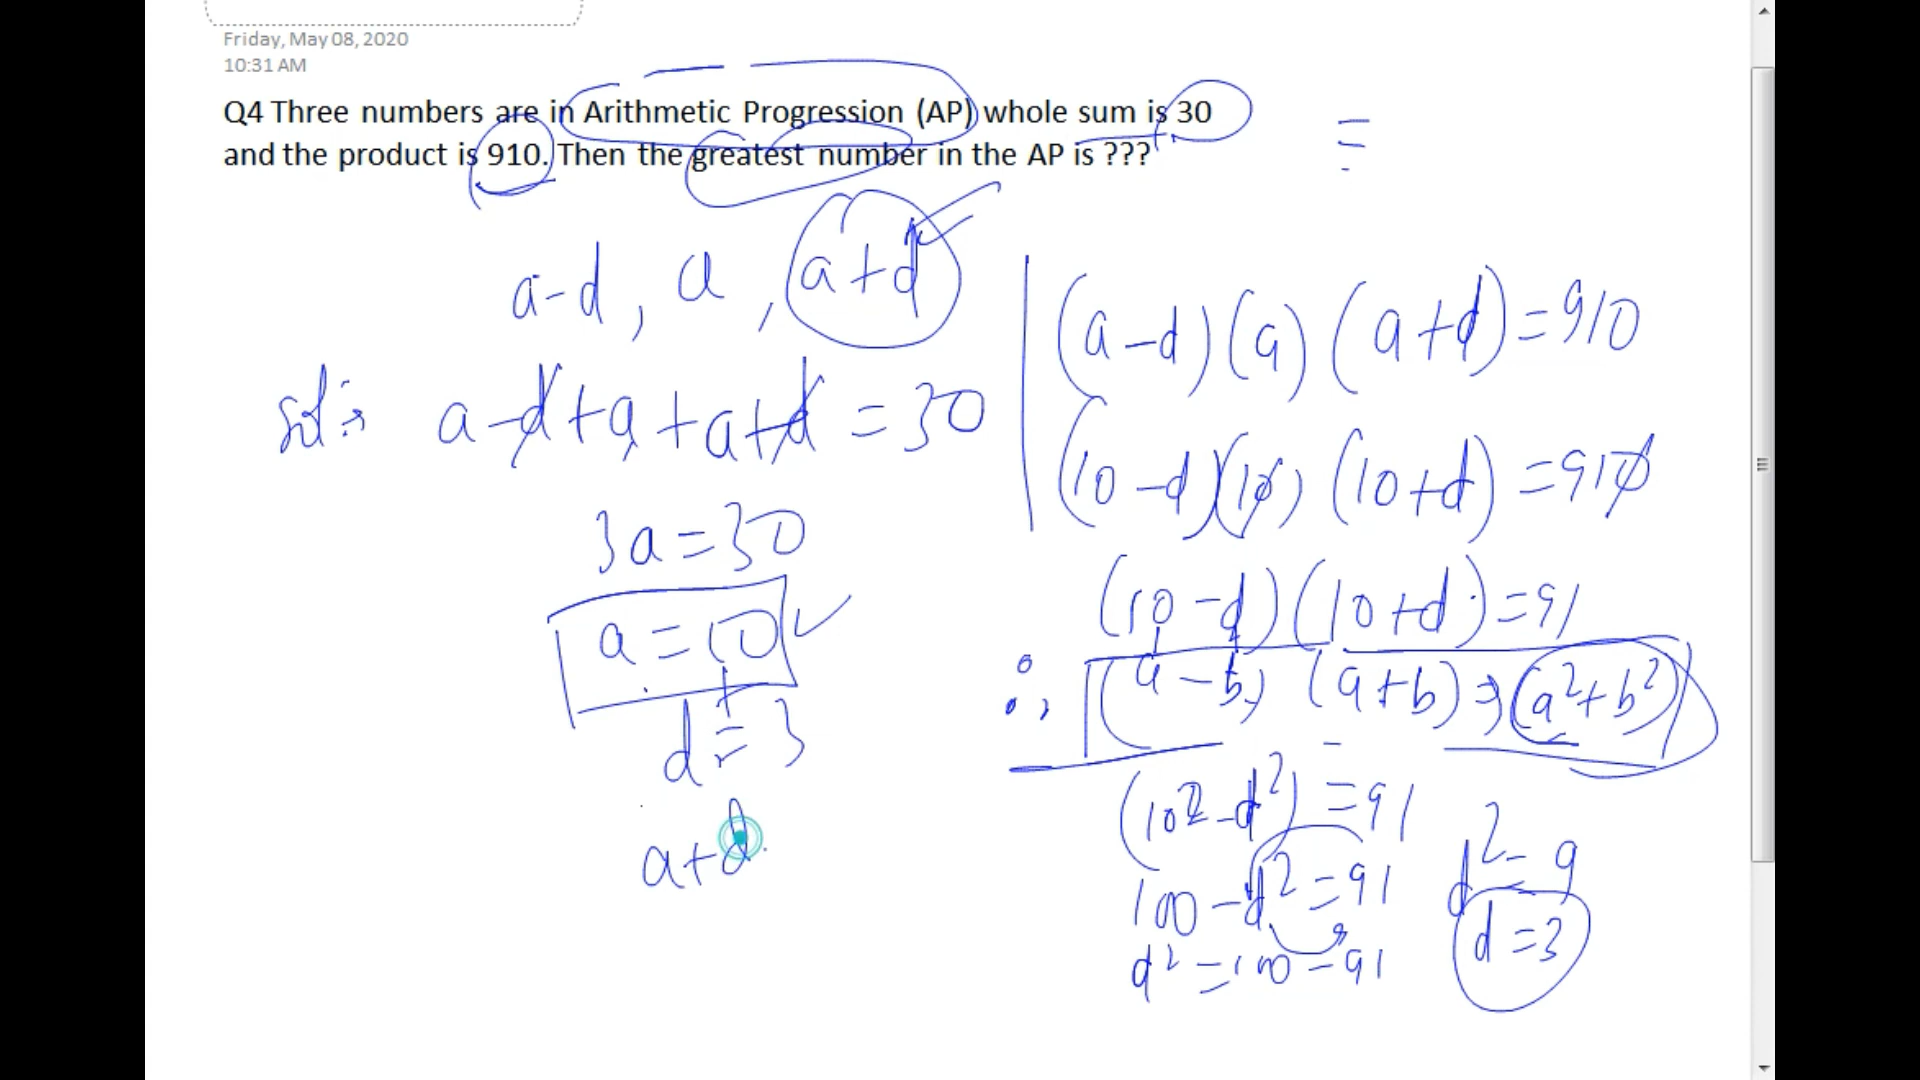 Friday, May 08, 2020
10:31 AM
Q4 Three numbers are in Arithmetic Progression (AP) whole sum is 30
and the product is 910. Then the greatest number in the AP is ???
a-d, a, a+d
Sol:-> a-d+a+a+d = 30
3a=30
a=10
d=3
a+d
(a-d)(a)(a+d)=910
(10-d)(10)(10+d)=910
(10-d)(10+d)=91
(a-b)(a+b)=>(a²+b²)
(10²-d²)=91
100-d²=91
d²=100-91
d²=9
d=3